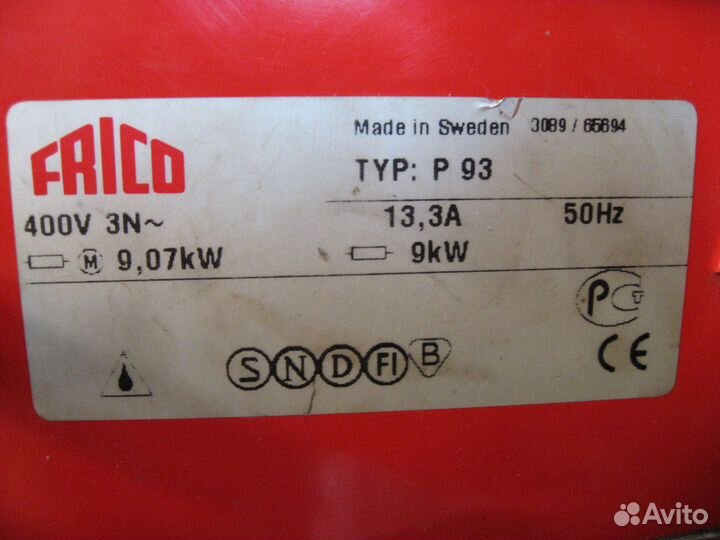 FRICO
Made in Sweden 3089 / 65694
TYP: P 93
400V 3N~ 13,3A 50Hz
M 9,07kW 9kW
PCT
S N D FI B CE
Avito